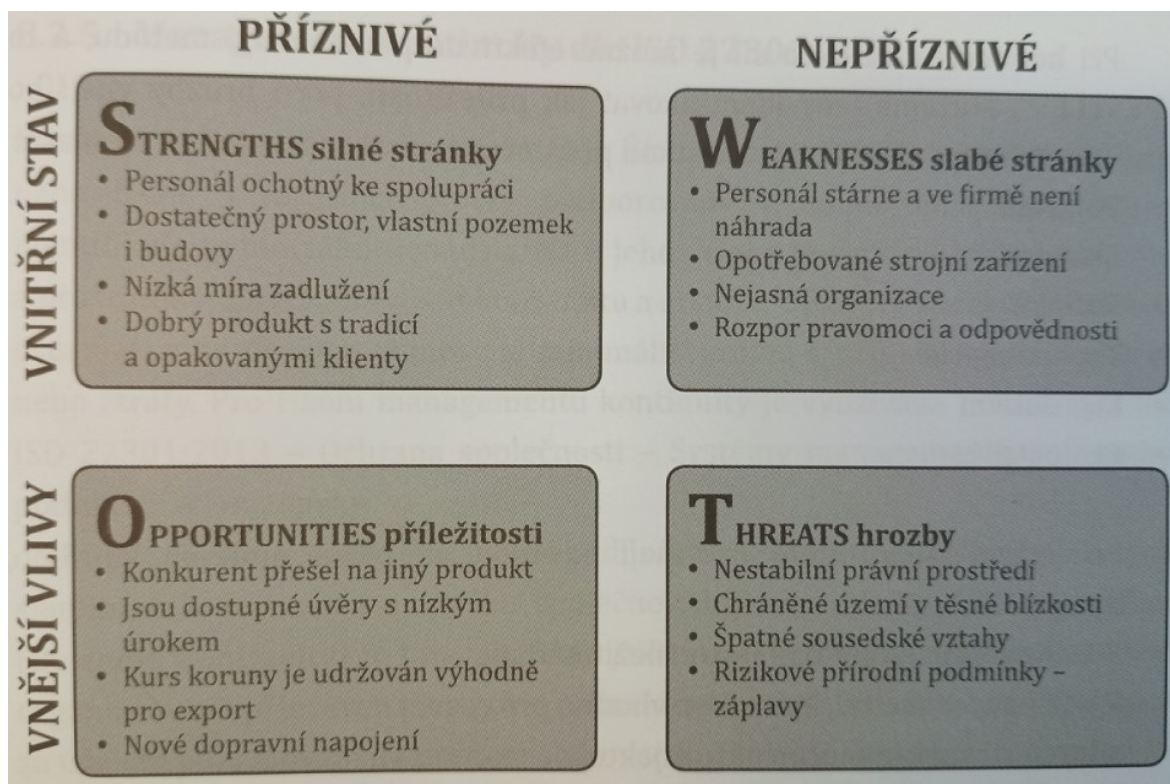 PŘÍZNIVÉ
NEPŘÍZNIVÉ
VNITŘNÍ STAV
STRENGTHS silné stránky
• Personál ochotný ke spolupráci
• Dostatečný prostor, vlastní pozemek
i budovy
• Nízká míra zadlužení
• Dobrý produkt s tradicí
a opakovanými klienty
WEAKNESSES slabé stránky
• Personál stárne a ve firmě není
náhrada
• Opotřebované strojní zařízení
• Nejasná organizace
• Rozpor pravomoci a odpovědnosti
VNĚJŠÍ VLIVY
OPPORTUNITIES příležitosti
• Konkurent přešel na jiný produkt
• Jsou dostupné úvěry s nízkým
úrokem
• Kurs koruny je udržován výhodně
pro export
• Nové dopravní napojení
THREATS hrozby
• Nestabilní právní prostředí
• Chráněné území v těsné blízkosti
• Špatné sousedské vztahy
• Rizikové přírodní podmínky –
záplavy